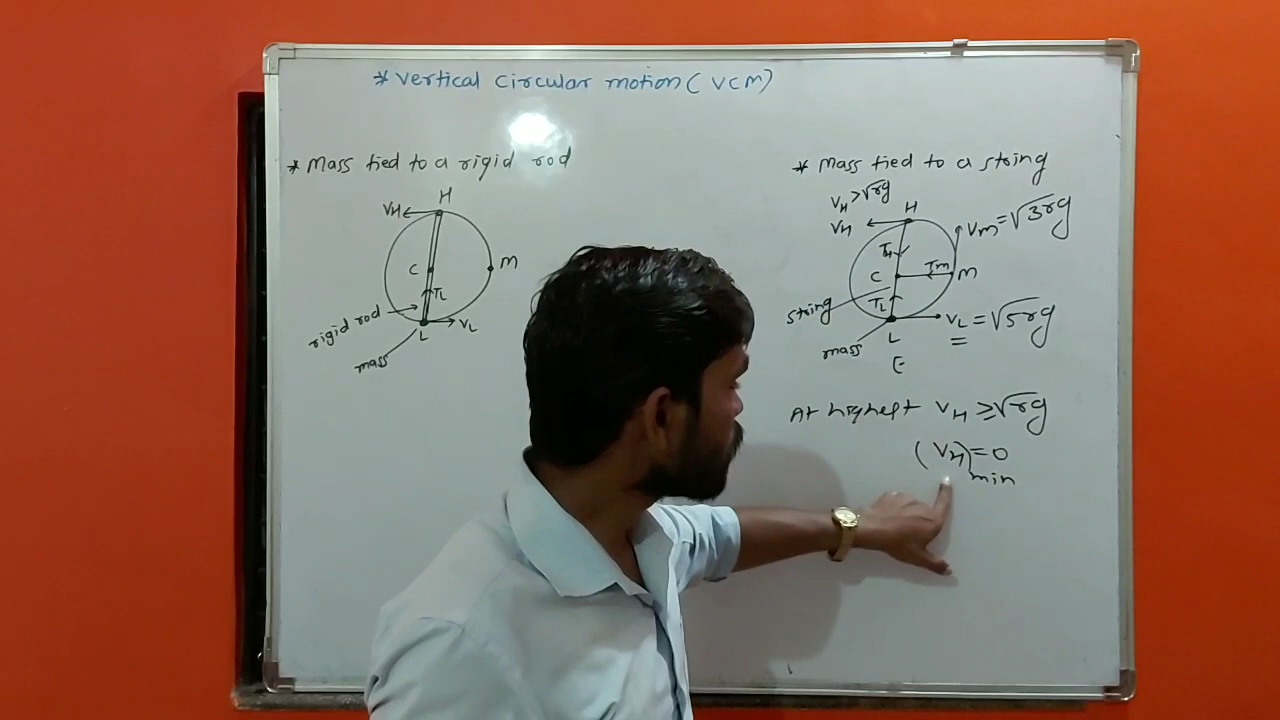 * Vertical Circular motion ( VCM)
* Mass tied to a rigid rod
H
VH
C
M
TL
rigid rod
L
VL
mass
* Mass tied to a string
VH > √rg
H
VH
Vm = √3rg
TH
C
Tm
M
string
TL
VL = √5rg
=
mass
L
E
At highest VH ≥ √rg
(VH) = 0
min